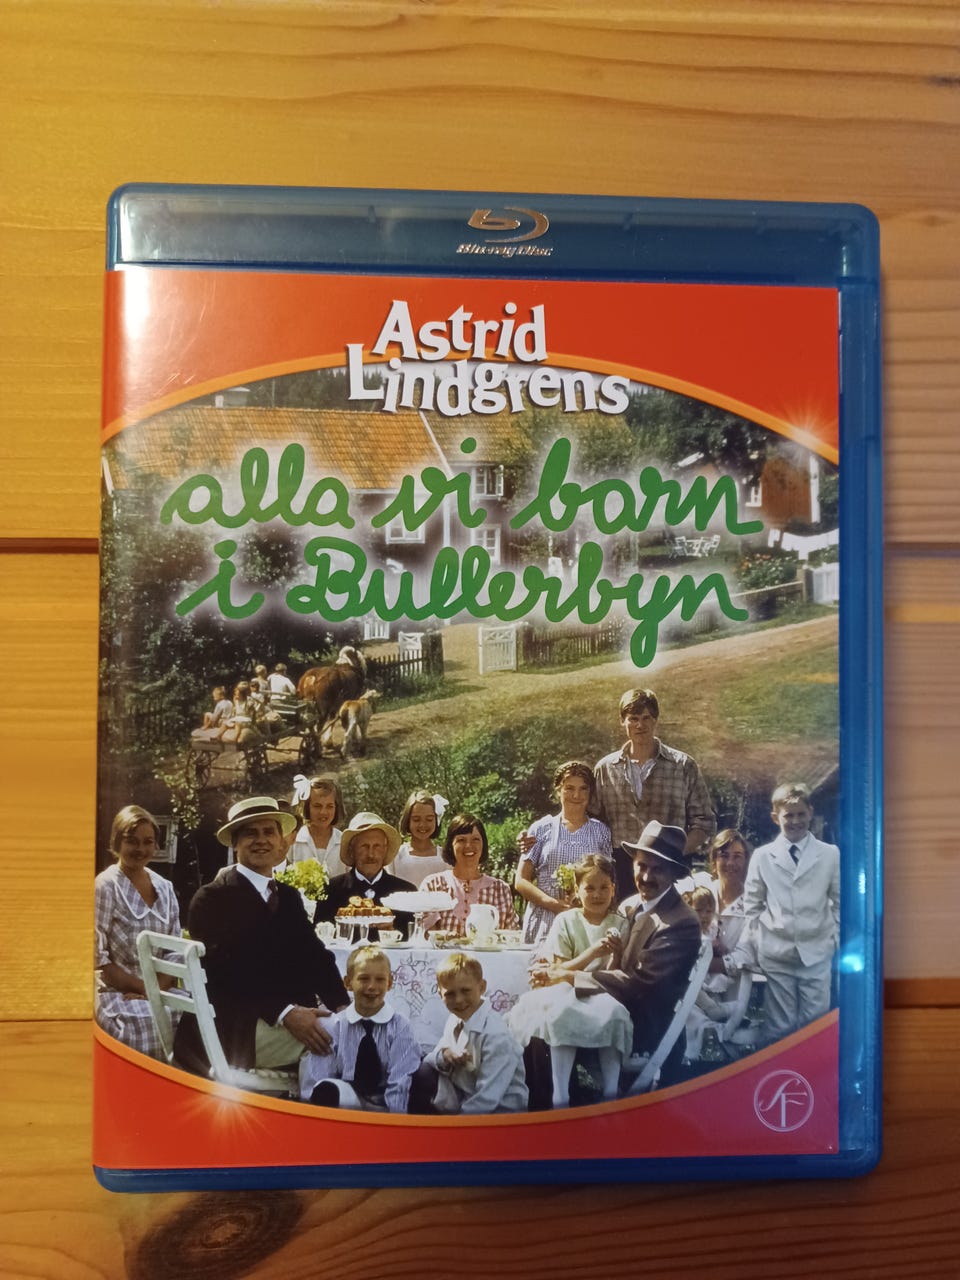 Blu-ray Disc
Astrid
Lindgrens
alla vi barn
i Bullerbyn
SF